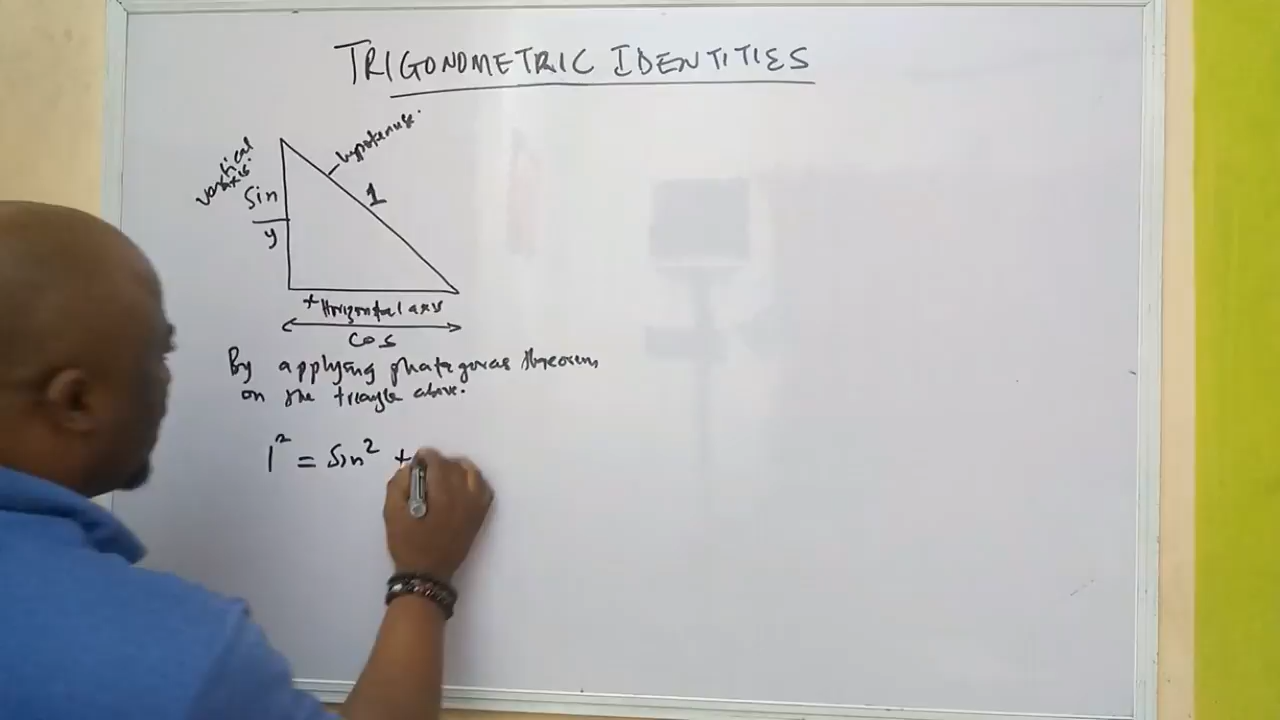 TRIGONOMETRIC IDENTITIES
vertical
axis.
hypotenuse.
Sin
y
1
x Horizontal axis
Cos
By applying phatagoras theorem
on the triangle above.
1² = Sin² +